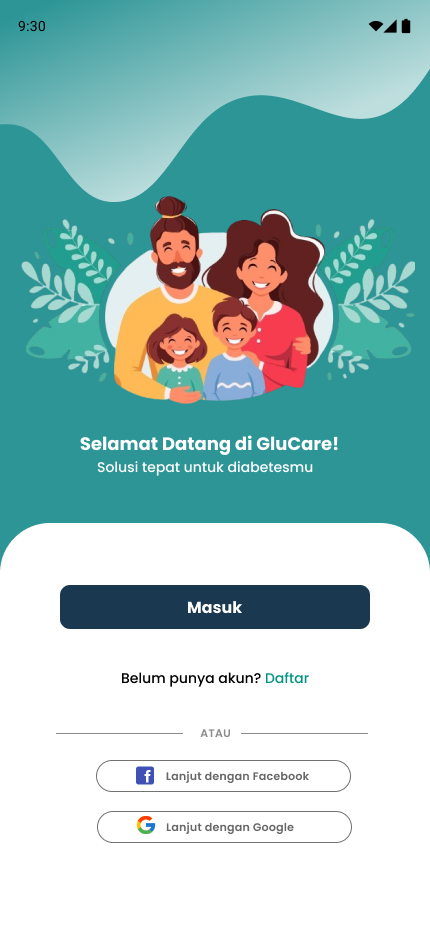 9:30
Selamat Datang di GluCare!
Solusi tepat untuk diabetesmu
Masuk
Belum punya akun? Daftar
ATAU
Lanjut dengan Facebook
Lanjut dengan Google